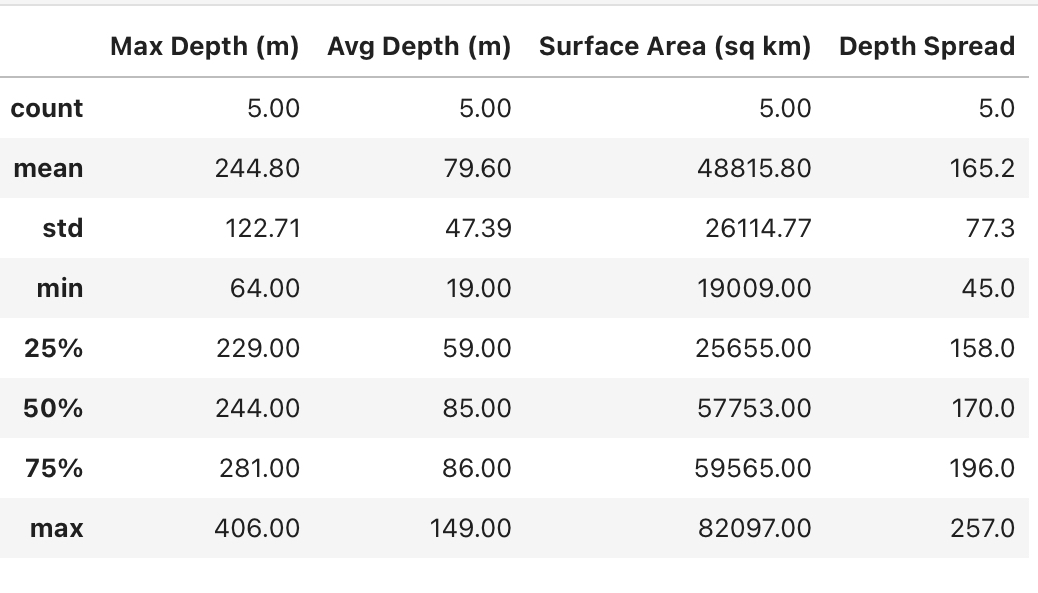 Max Depth (m) Avg Depth (m) Surface Area (sq km) Depth Spread
count 5.00 5.00 5.00 5.0
mean 244.80 79.60 48815.80 165.2
std 122.71 47.39 26114.77 77.3
min 64.00 19.00 19009.00 45.0
25% 229.00 59.00 25655.00 158.0
50% 244.00 85.00 57753.00 170.0
75% 281.00 86.00 59565.00 196.0
max 406.00 149.00 82097.00 257.0